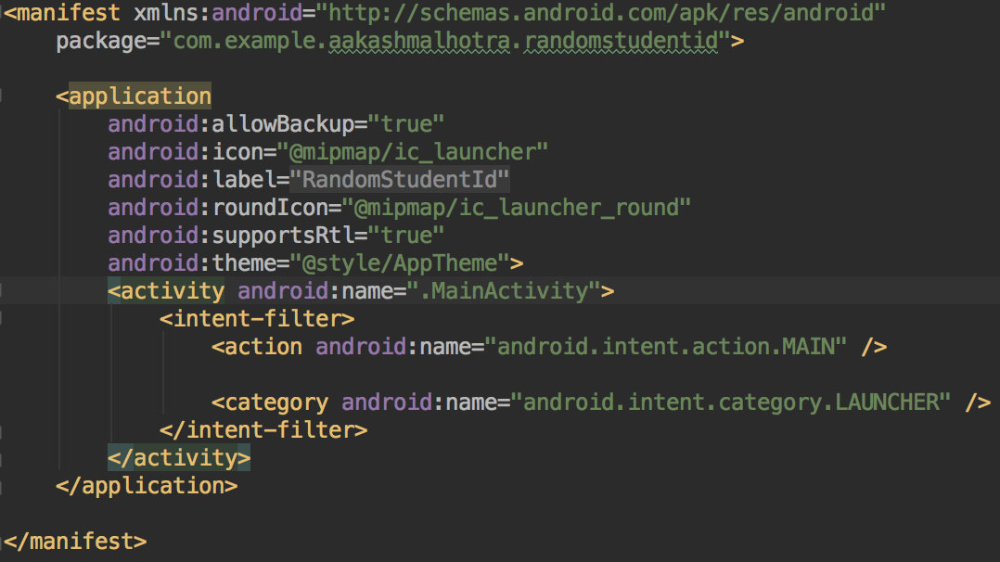 <manifest xmlns:android="http://schemas.android.com/apk/res/android"
package="com.example.aakashmalhotra.randomstudentid">
<application
android:allowBackup="true"
android:icon="@mipmap/ic_launcher"
android:label="RandomStudentId"
android:roundIcon="@mipmap/ic_launcher_round"
android:supportsRtl="true"
android:theme="@style/AppTheme">
<activity android:name=".MainActivity">
<intent-filter>
<action android:name="android.intent.action.MAIN" />
<category android:name="android.intent.category.LAUNCHER" />
</intent-filter>
</activity>
</application>
</manifest>